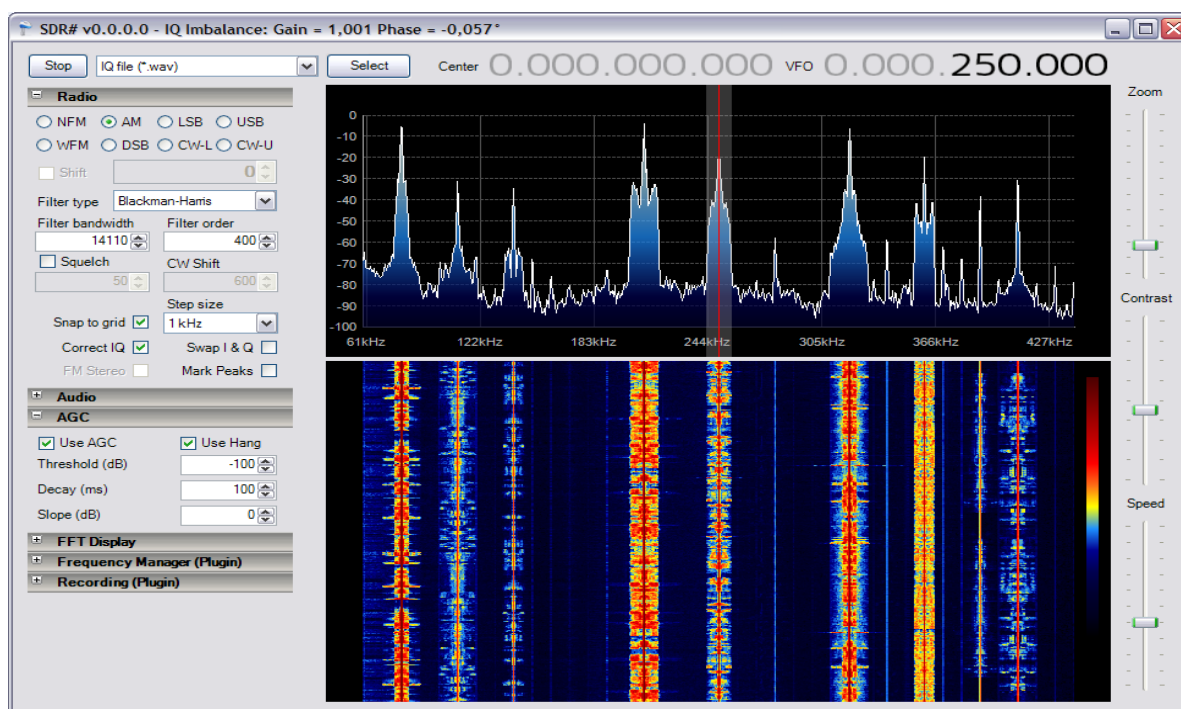 SDR# v0.0.0.0 - IQ Imbalance: Gain = 1,001 Phase = -0,057°
Stop IQ file (*.wav) Select Center 0.000.000.000 VFO 0.000.250.000
Radio
NFM AM LSB USB
WFM DSB CW-L CW-U
Shift 0
Filter type Blackman-Harris
Filter bandwidth Filter order
14110 400
Squelch CW Shift
50 600
Step size
Snap to grid 1 kHz
Correct IQ Swap I & Q
FM Stereo Mark Peaks
Audio
AGC
Use AGC Use Hang
Threshold (dB) -100
Decay (ms) 100
Slope (dB) 0
FFT Display
Frequency Manager (Plugin)
Recording (Plugin)
0
-10
-20
-30
-40
-50
-60
-70
-80
-90
-100
61kHz 122kHz 183kHz 244kHz 305kHz 366kHz 427kHz
Zoom
Contrast
Speed